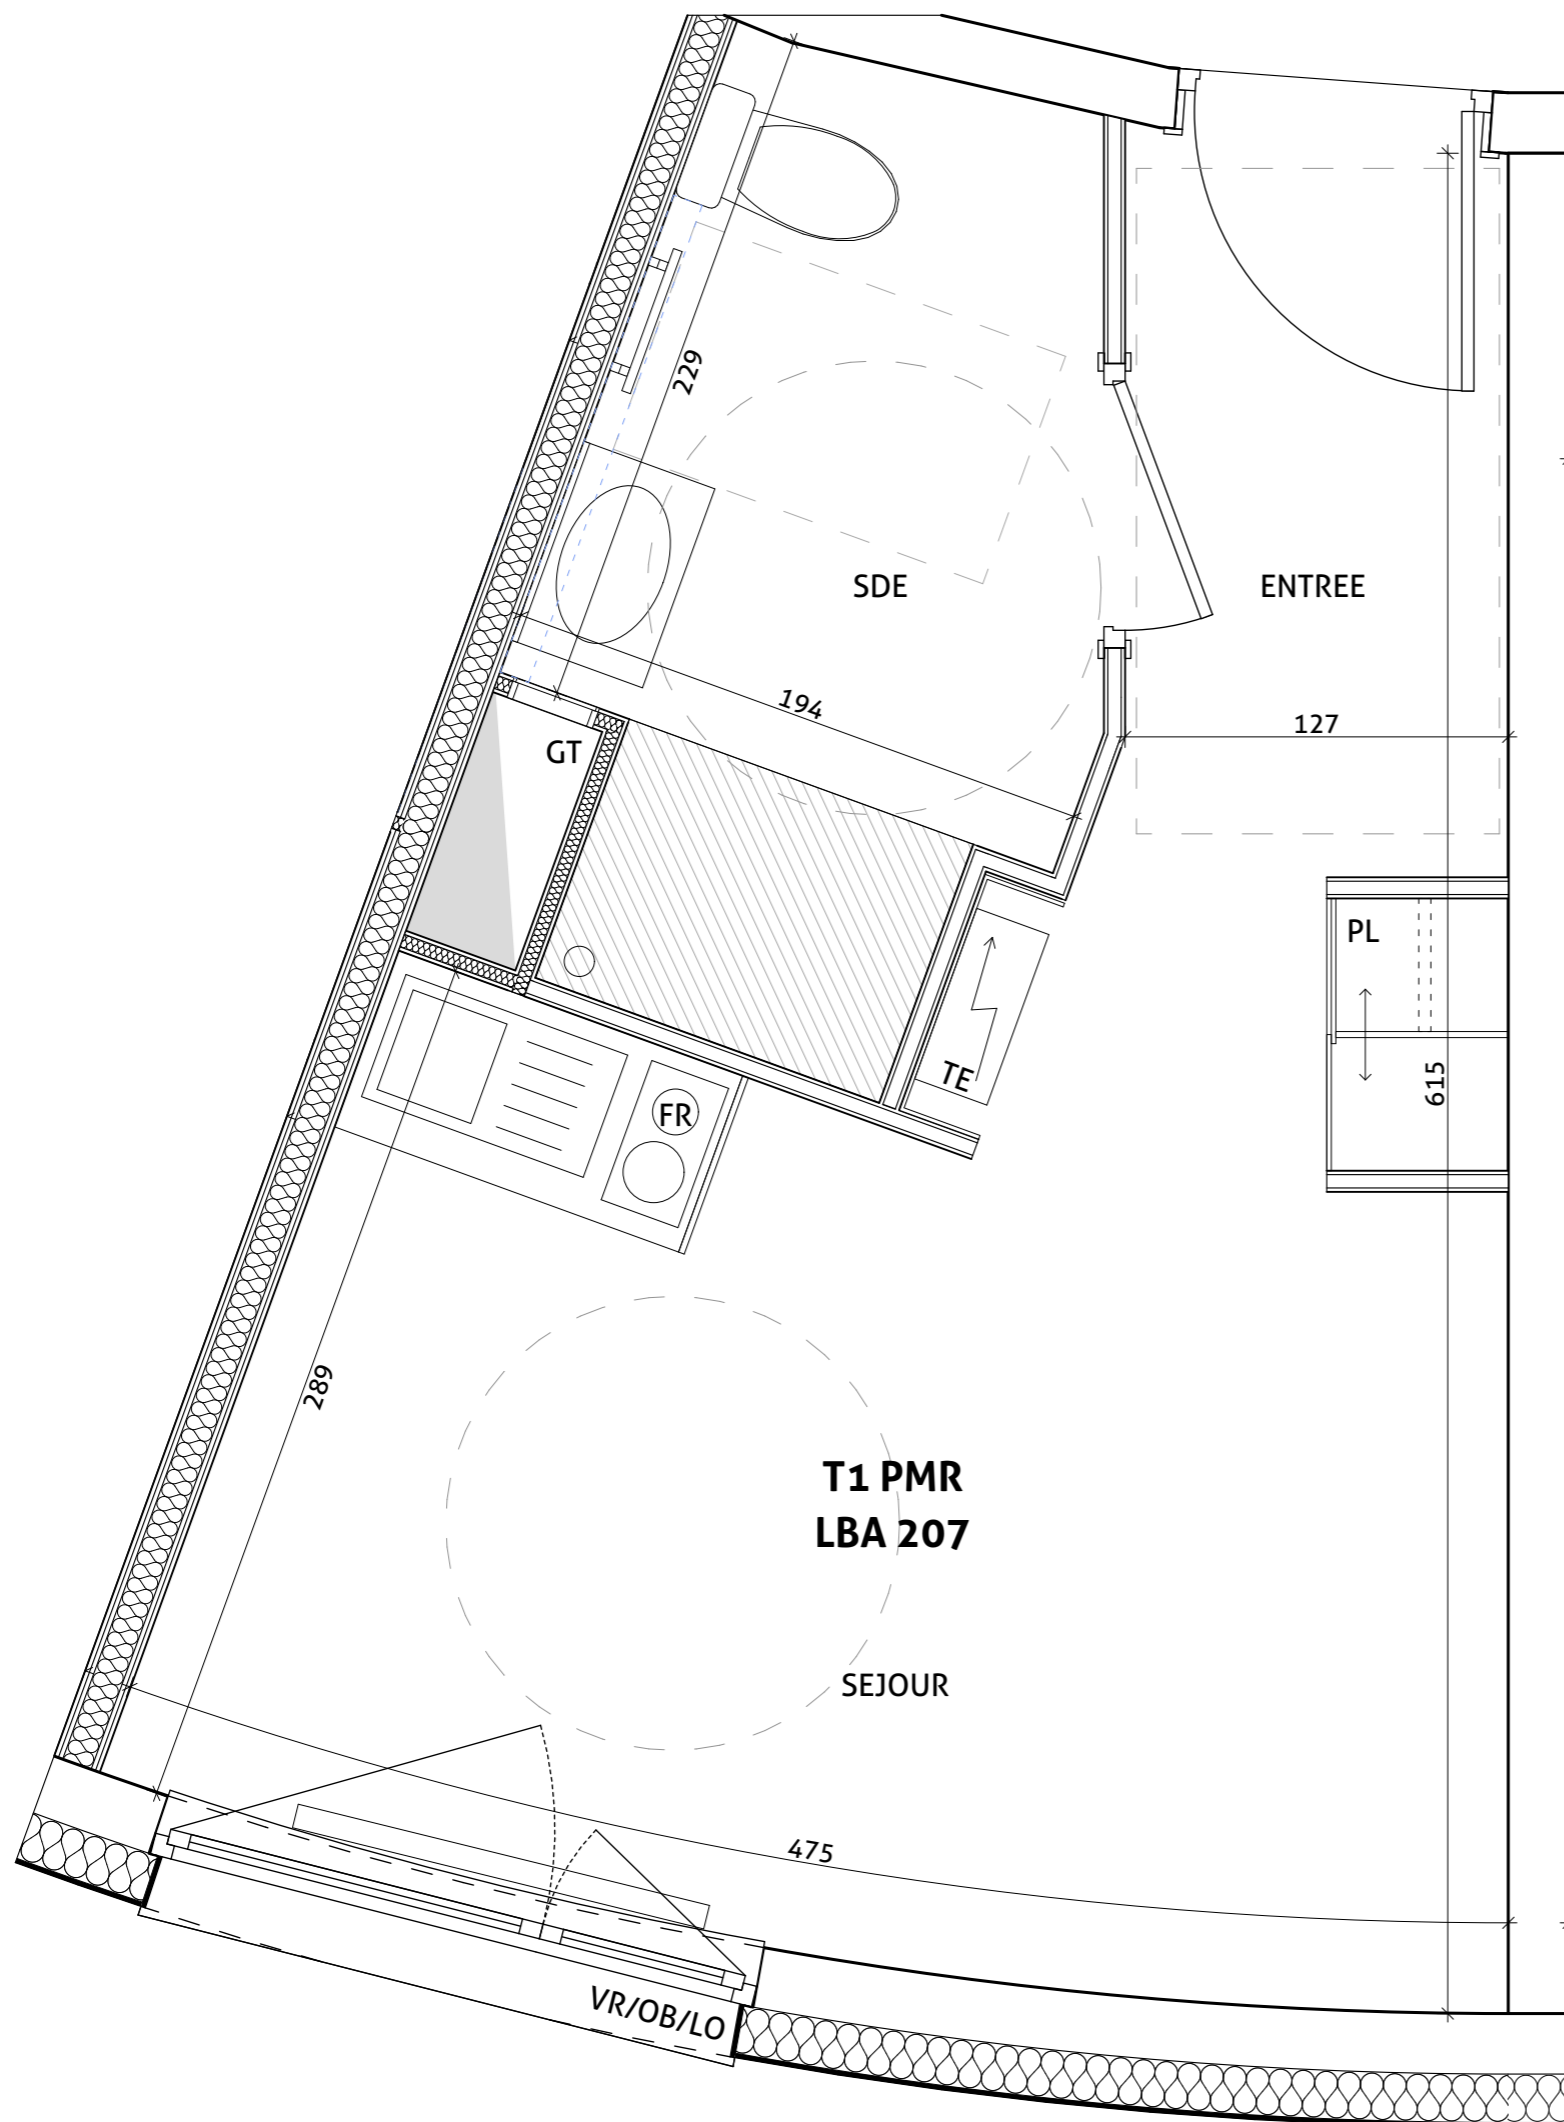 229
SDE
ENTREE
194
127
GT
PL
TE
615
FR
289
T1 PMR
LBA 207
SEJOUR
475
VR/OB/LO